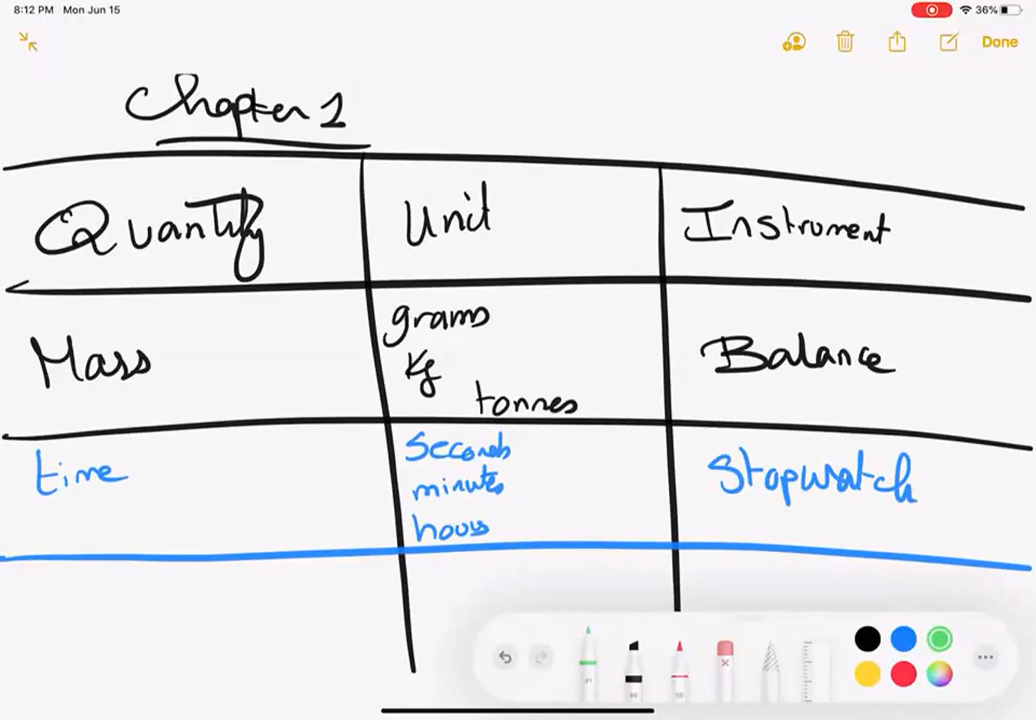 8:12 PM Mon Jun 15
36%
Done
Chapter 1
Quantity Unit Instrument
Mass grams Kg tonnes Balance
time seconds minutes hours Stopwatch